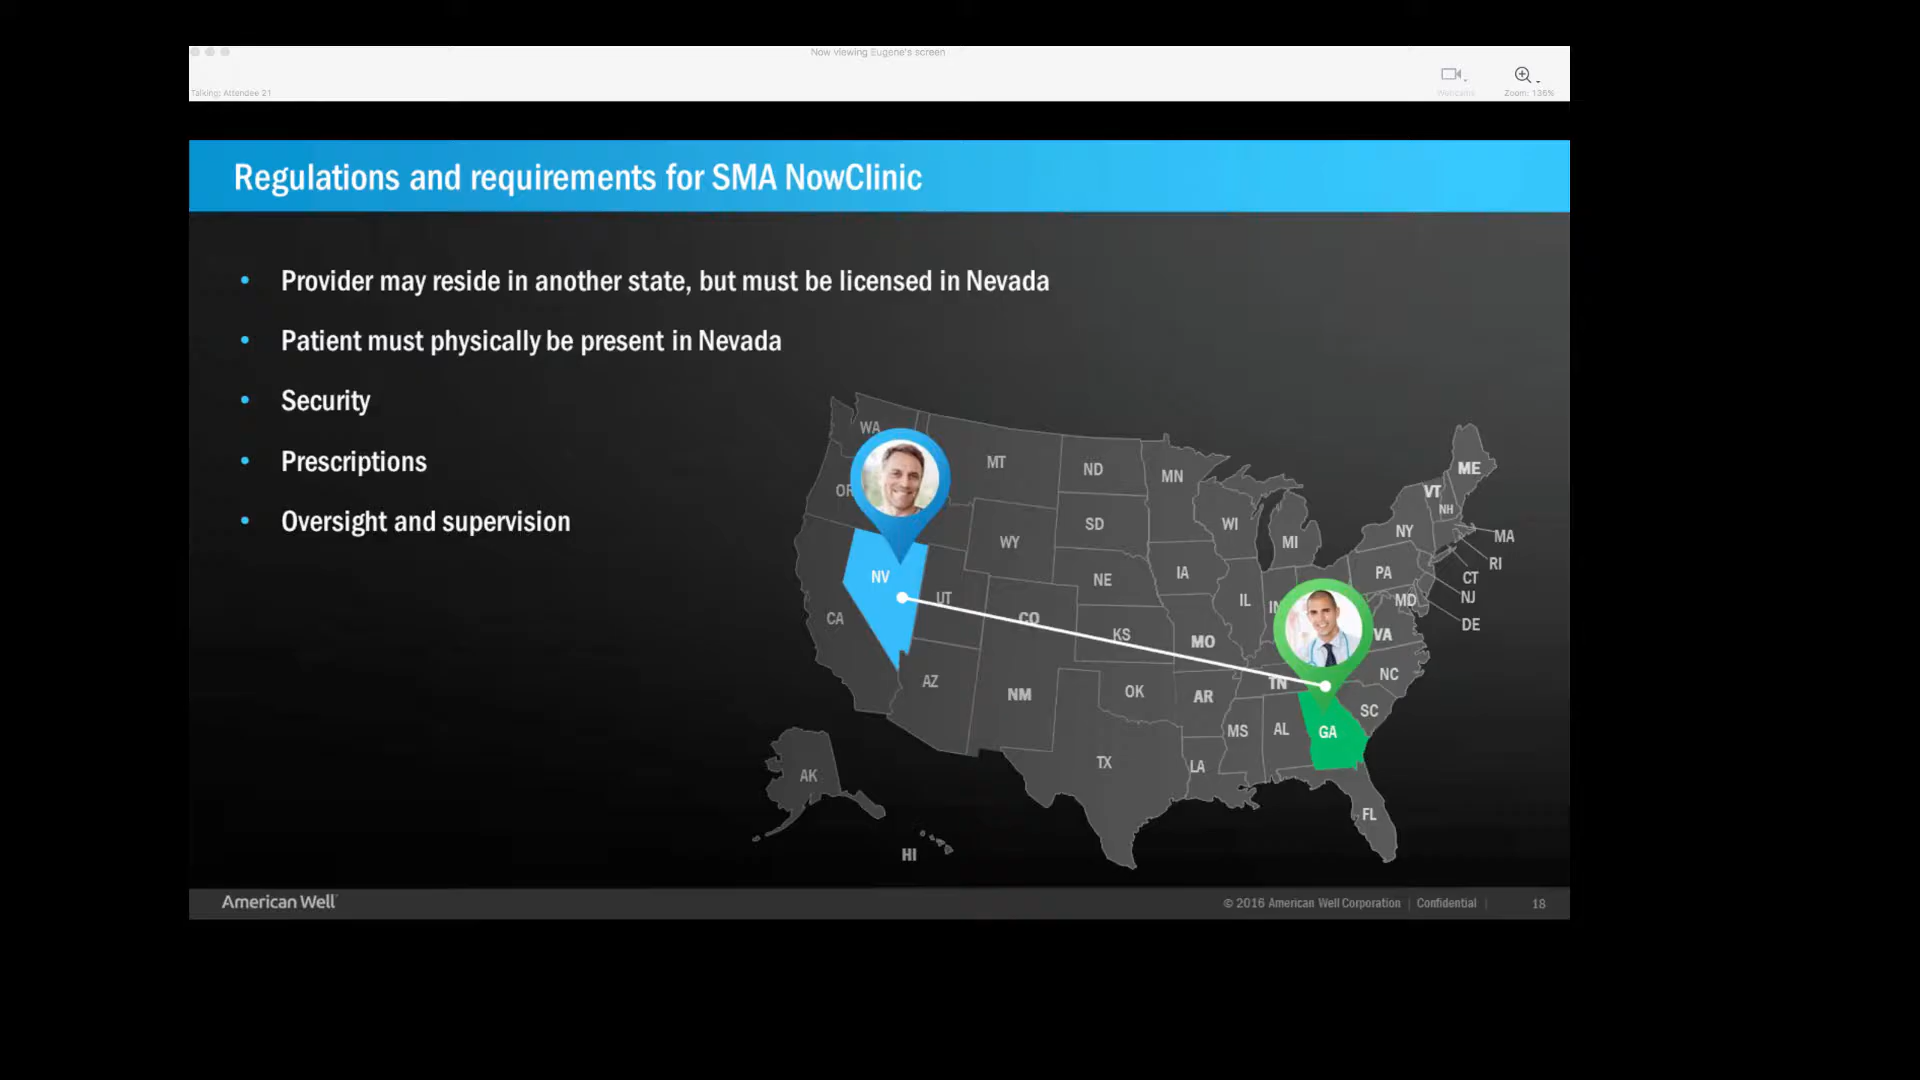 Now viewing Eugene's screen
Talking: Attendee 21
Webcams
Zoom: 136%
Regulations and requirements for SMA NowClinic
• Provider may reside in another state, but must be licensed in Nevada
• Patient must physically be present in Nevada
• Security
• Prescriptions
• Oversight and supervision
WA
MT
ND
MN
ME
VT
NH
OR
SD
WI
NY
MA
WY
MI
RI
NV
NE
IA
PA
CT
UT
IL
IN
MD
NJ
CA
CO
KS
MO
VA
DE
AZ
NM
OK
AR
TN
NC
SC
MS
AL
GA
TX
LA
AK
FL
HI
American Well
© 2016 American Well Corporation | Confidential |
18